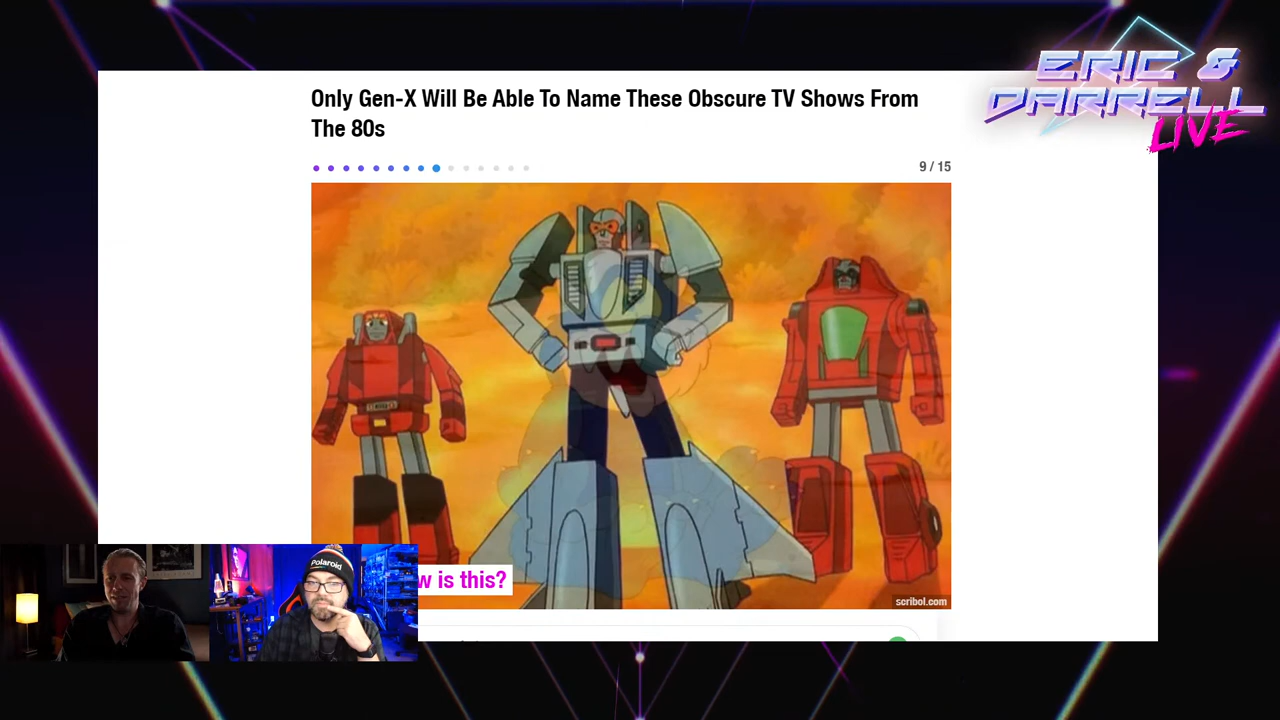 ERIC &
DARRELL
LIVE
Only Gen-X Will Be Able To Name These Obscure TV Shows From
The 80s
9 / 15
w is this?
scribol.com
Polaroid